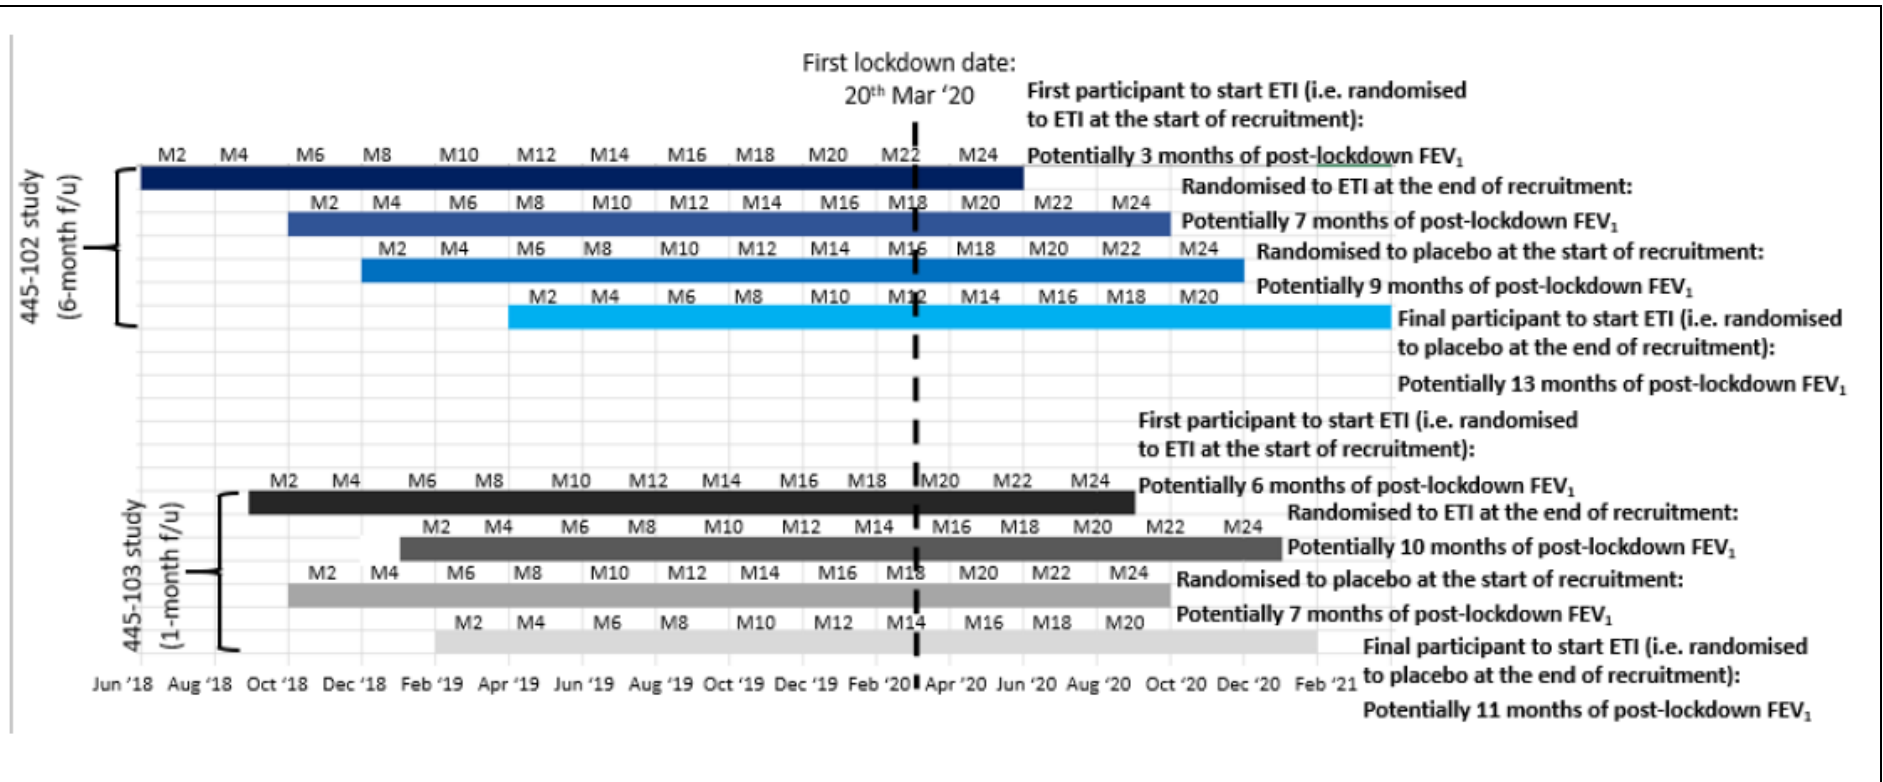 First lockdown date:
20th Mar ‘20
First participant to start ETI (i.e. randomised
to ETI at the start of recruitment):
Potentially 3 months of post-lockdown FEV1
M2 M4 M6 M8 M10 M12 M14 M16 M18 M20 M22 M24
Randomised to ETI at the end of recruitment:
Potentially 7 months of post-lockdown FEV1
M2 M4 M6 M8 M10 M12 M14 M16 M18 M20 M22 M24
Randomised to placebo at the start of recruitment:
Potentially 9 months of post-lockdown FEV1
M2 M4 M6 M8 M10 M12 M14 M16 M18 M20 M22 M24
M2 M4 M6 M8 M10 M12 M14 M16 M18 M20
Final participant to start ETI (i.e. randomised
to placebo at the end of recruitment):
Potentially 13 months of post-lockdown FEV1
445-102 study
(6-month f/u)
First participant to start ETI (i.e. randomised
to ETI at the start of recruitment):
Potentially 6 months of post-lockdown FEV1
M2 M4 M6 M8 M10 M12 M14 M16 M18 M20 M22 M24
Randomised to ETI at the end of recruitment:
Potentially 10 months of post-lockdown FEV1
M2 M4 M6 M8 M10 M12 M14 M16 M18 M20 M22 M24
Randomised to placebo at the start of recruitment:
Potentially 7 months of post-lockdown FEV1
M2 M4 M6 M8 M10 M12 M14 M16 M18 M20 M22 M24
M2 M4 M6 M8 M10 M12 M14 M16 M18 M20
Final participant to start ETI (i.e. randomised
to placebo at the end of recruitment):
Potentially 11 months of post-lockdown FEV1
445-103 study
(1-month f/u)
Jun ‘18 Aug ‘18 Oct ‘18 Dec ‘18 Feb ‘19 Apr ‘19 Jun ‘19 Aug ‘19 Oct ‘19 Dec ‘19 Feb ‘20 Apr ‘20 Jun ‘20 Aug ‘20 Oct ‘20 Dec ‘20 Feb ‘21